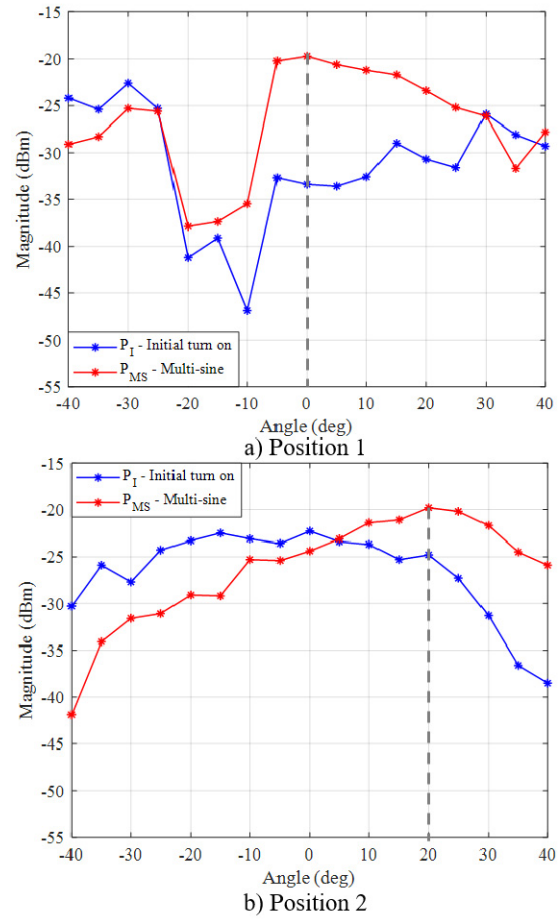 -15
-20
-25
-30
-35
-40
-45
-50
-55
Magnitude (dBm)
P_I - Initial turn on
P_MS - Multi-sine
-40 -30 -20 -10 0 10 20 30 40
Angle (deg)
a) Position 1
-15
-20
-25
-30
-35
-40
-45
-50
-55
Magnitude (dBm)
P_I - Initial turn on
P_MS - Multi-sine
-40 -30 -20 -10 0 10 20 30 40
Angle (deg)
b) Position 2